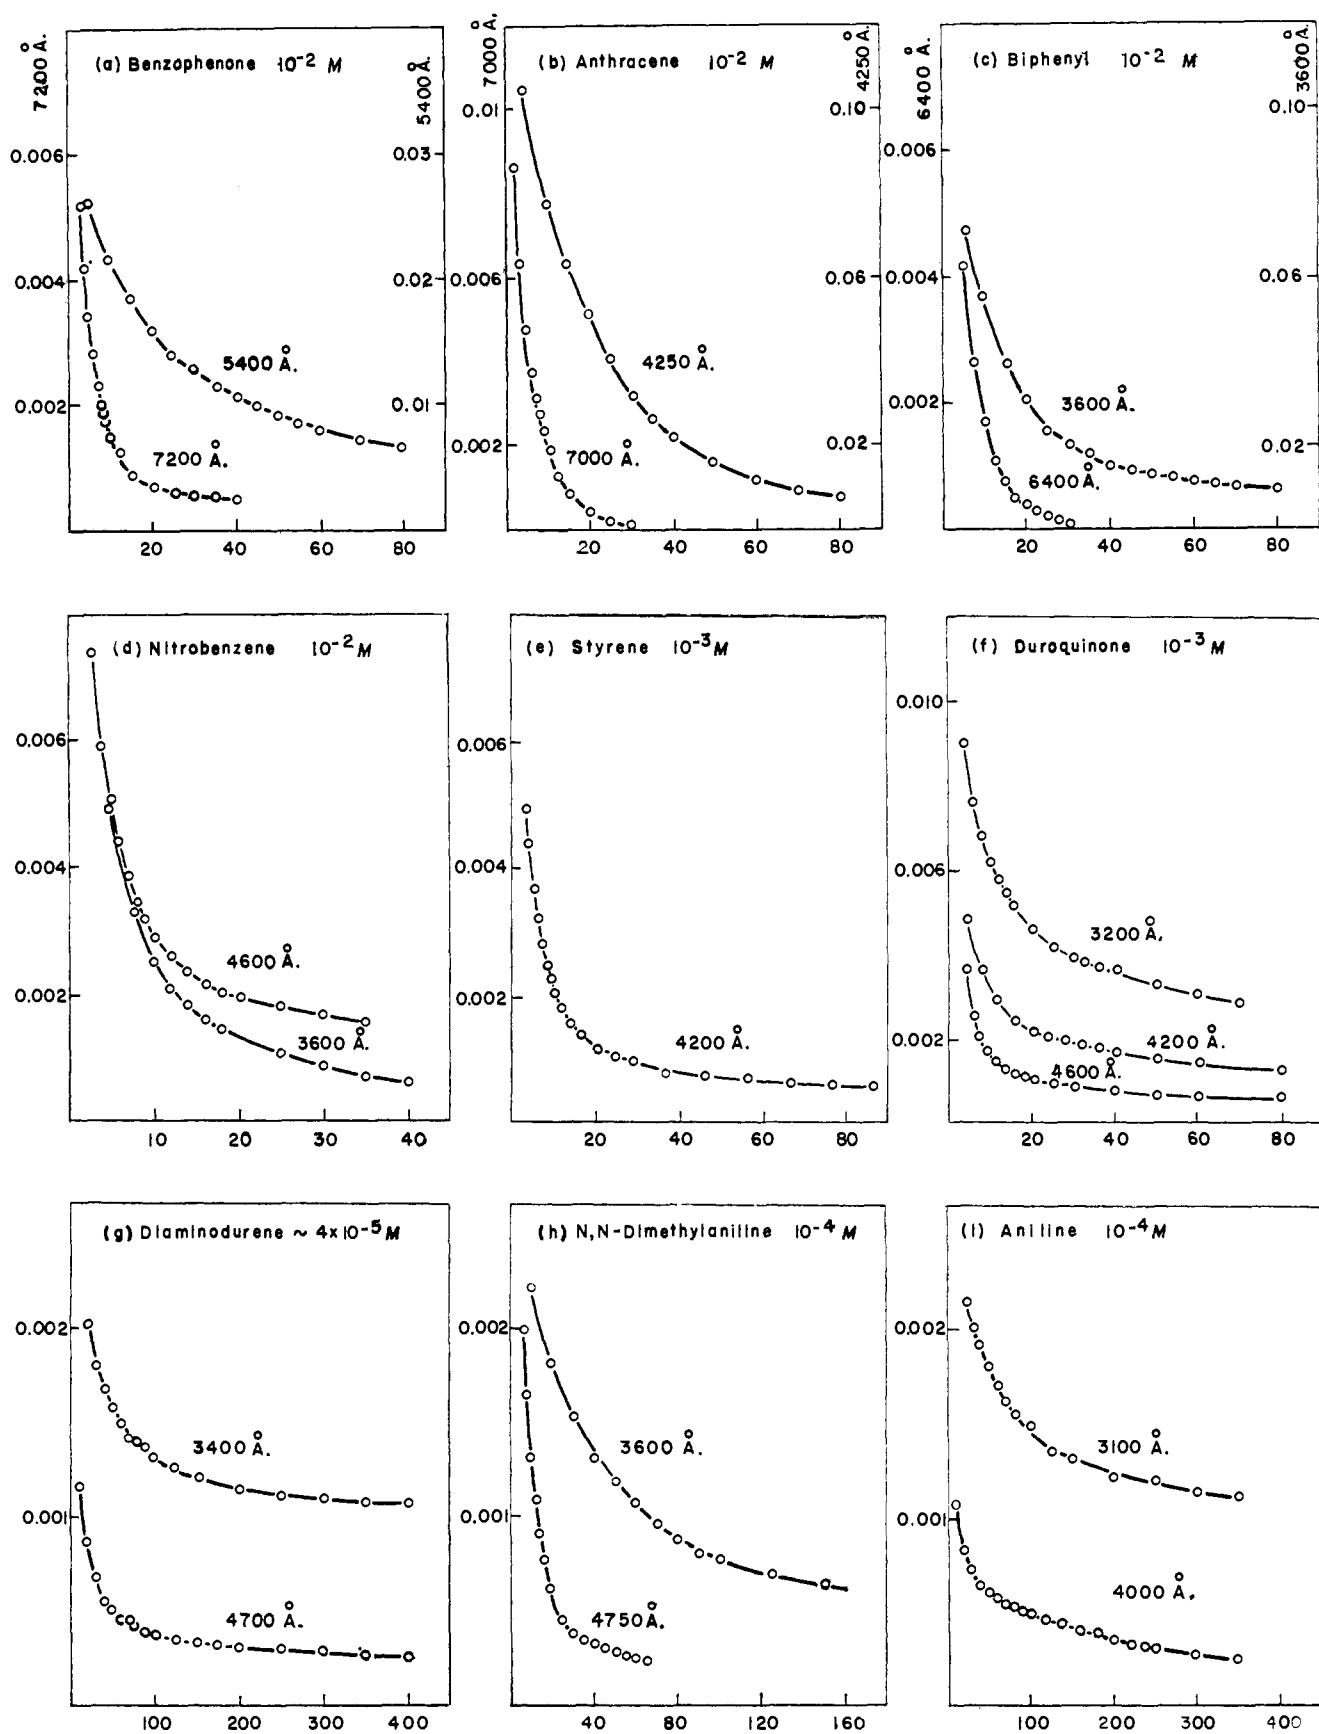 7200 Å.
(a) Benzophenone 10⁻² M
5400 Å.
0.006
0.004
0.002
0.03
0.02
0.01
5400 Å.
7200 Å.
20 40 60 80
7000 Å.
(b) Anthracene 10⁻² M
4250 Å.
0.01
0.006
0.002
0.10
0.06
0.02
4250 Å.
7000 Å.
20 40 60 80
6400 Å.
(c) Biphenyl 10⁻² M
3600 Å.
0.006
0.004
0.002
0.10
0.06
0.02
3600 Å.
6400 Å.
20 40 60 80
(d) Nitrobenzene 10⁻² M
0.006
0.004
0.002
4600 Å.
3600 Å.
10 20 30 40
(e) Styrene 10⁻³ M
0.006
0.004
0.002
4200 Å.
20 40 60 80
(f) Duroquinone 10⁻³ M
0.010
0.006
0.002
3200 Å.
4200 Å.
4600 Å.
20 40 60 80
(g) Diaminodurene ~ 4x10⁻⁵ M
0.002
0.001
3400 Å.
4700 Å.
100 200 300 400
(h) N,N-Dimethylaniline 10⁻⁴ M
0.002
0.001
3600 Å.
4750 Å.
40 80 120 160
(i) Aniline 10⁻⁴ M
0.002
0.001
3100 Å.
4000 Å.
100 200 300 400